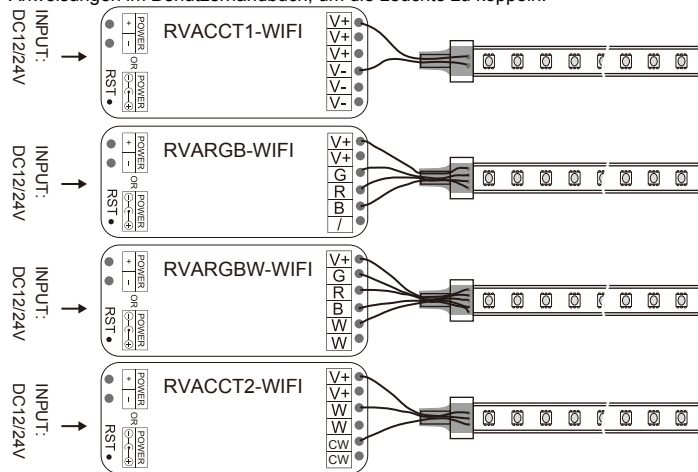 Anweisungen im Benutzerhandbuch, um die Leuchte zu koppeln.
INPUT:
DC12/24V
+ -
POWER
OR
POWER
RST
RVACCT1-WIFI
V+
V+
V+
V-
V-
V-
INPUT:
DC12/24V
+ -
POWER
OR
POWER
RST
RVARGB-WIFI
V+
V+
G
R
B
/
INPUT:
DC12/24V
+ -
POWER
OR
POWER
RST
RVARGBW-WIFI
V+
G
R
B
W
W
INPUT:
DC12/24V
+ -
POWER
OR
POWER
RST
RVACCT2-WIFI
V+
V+
W
W
CW
CW